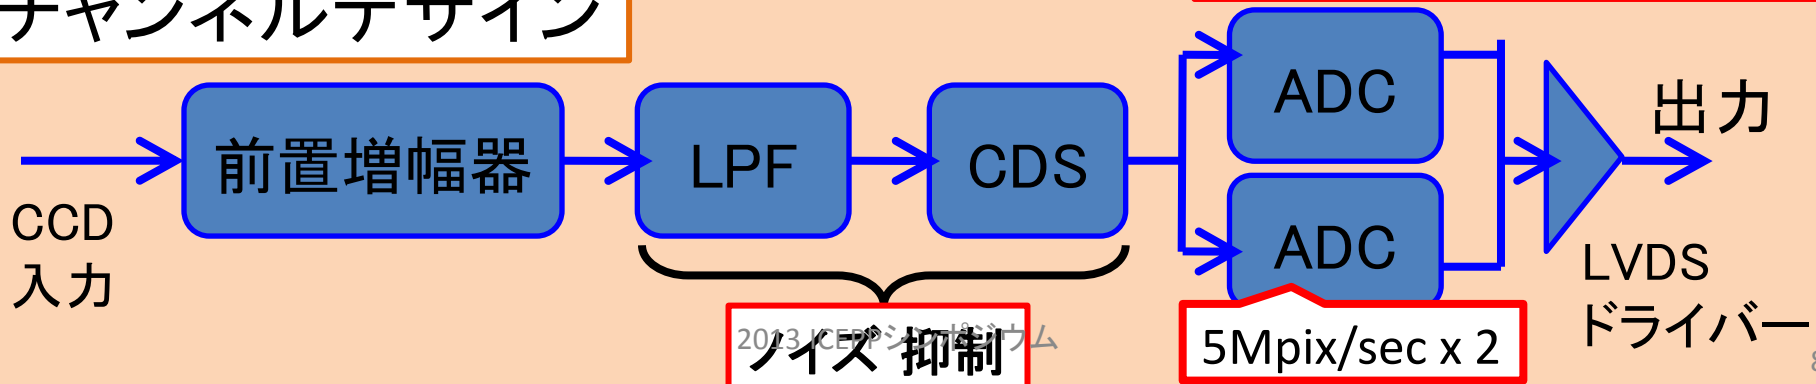 チャンネルデザイン
CCD
入力
前置増幅器
LPF
CDS
ADC
ADC
出力
LVDS
ドライバー
ノイズ 抑制
2013 ICEPPシンポジウム
5Mpix/sec x 2